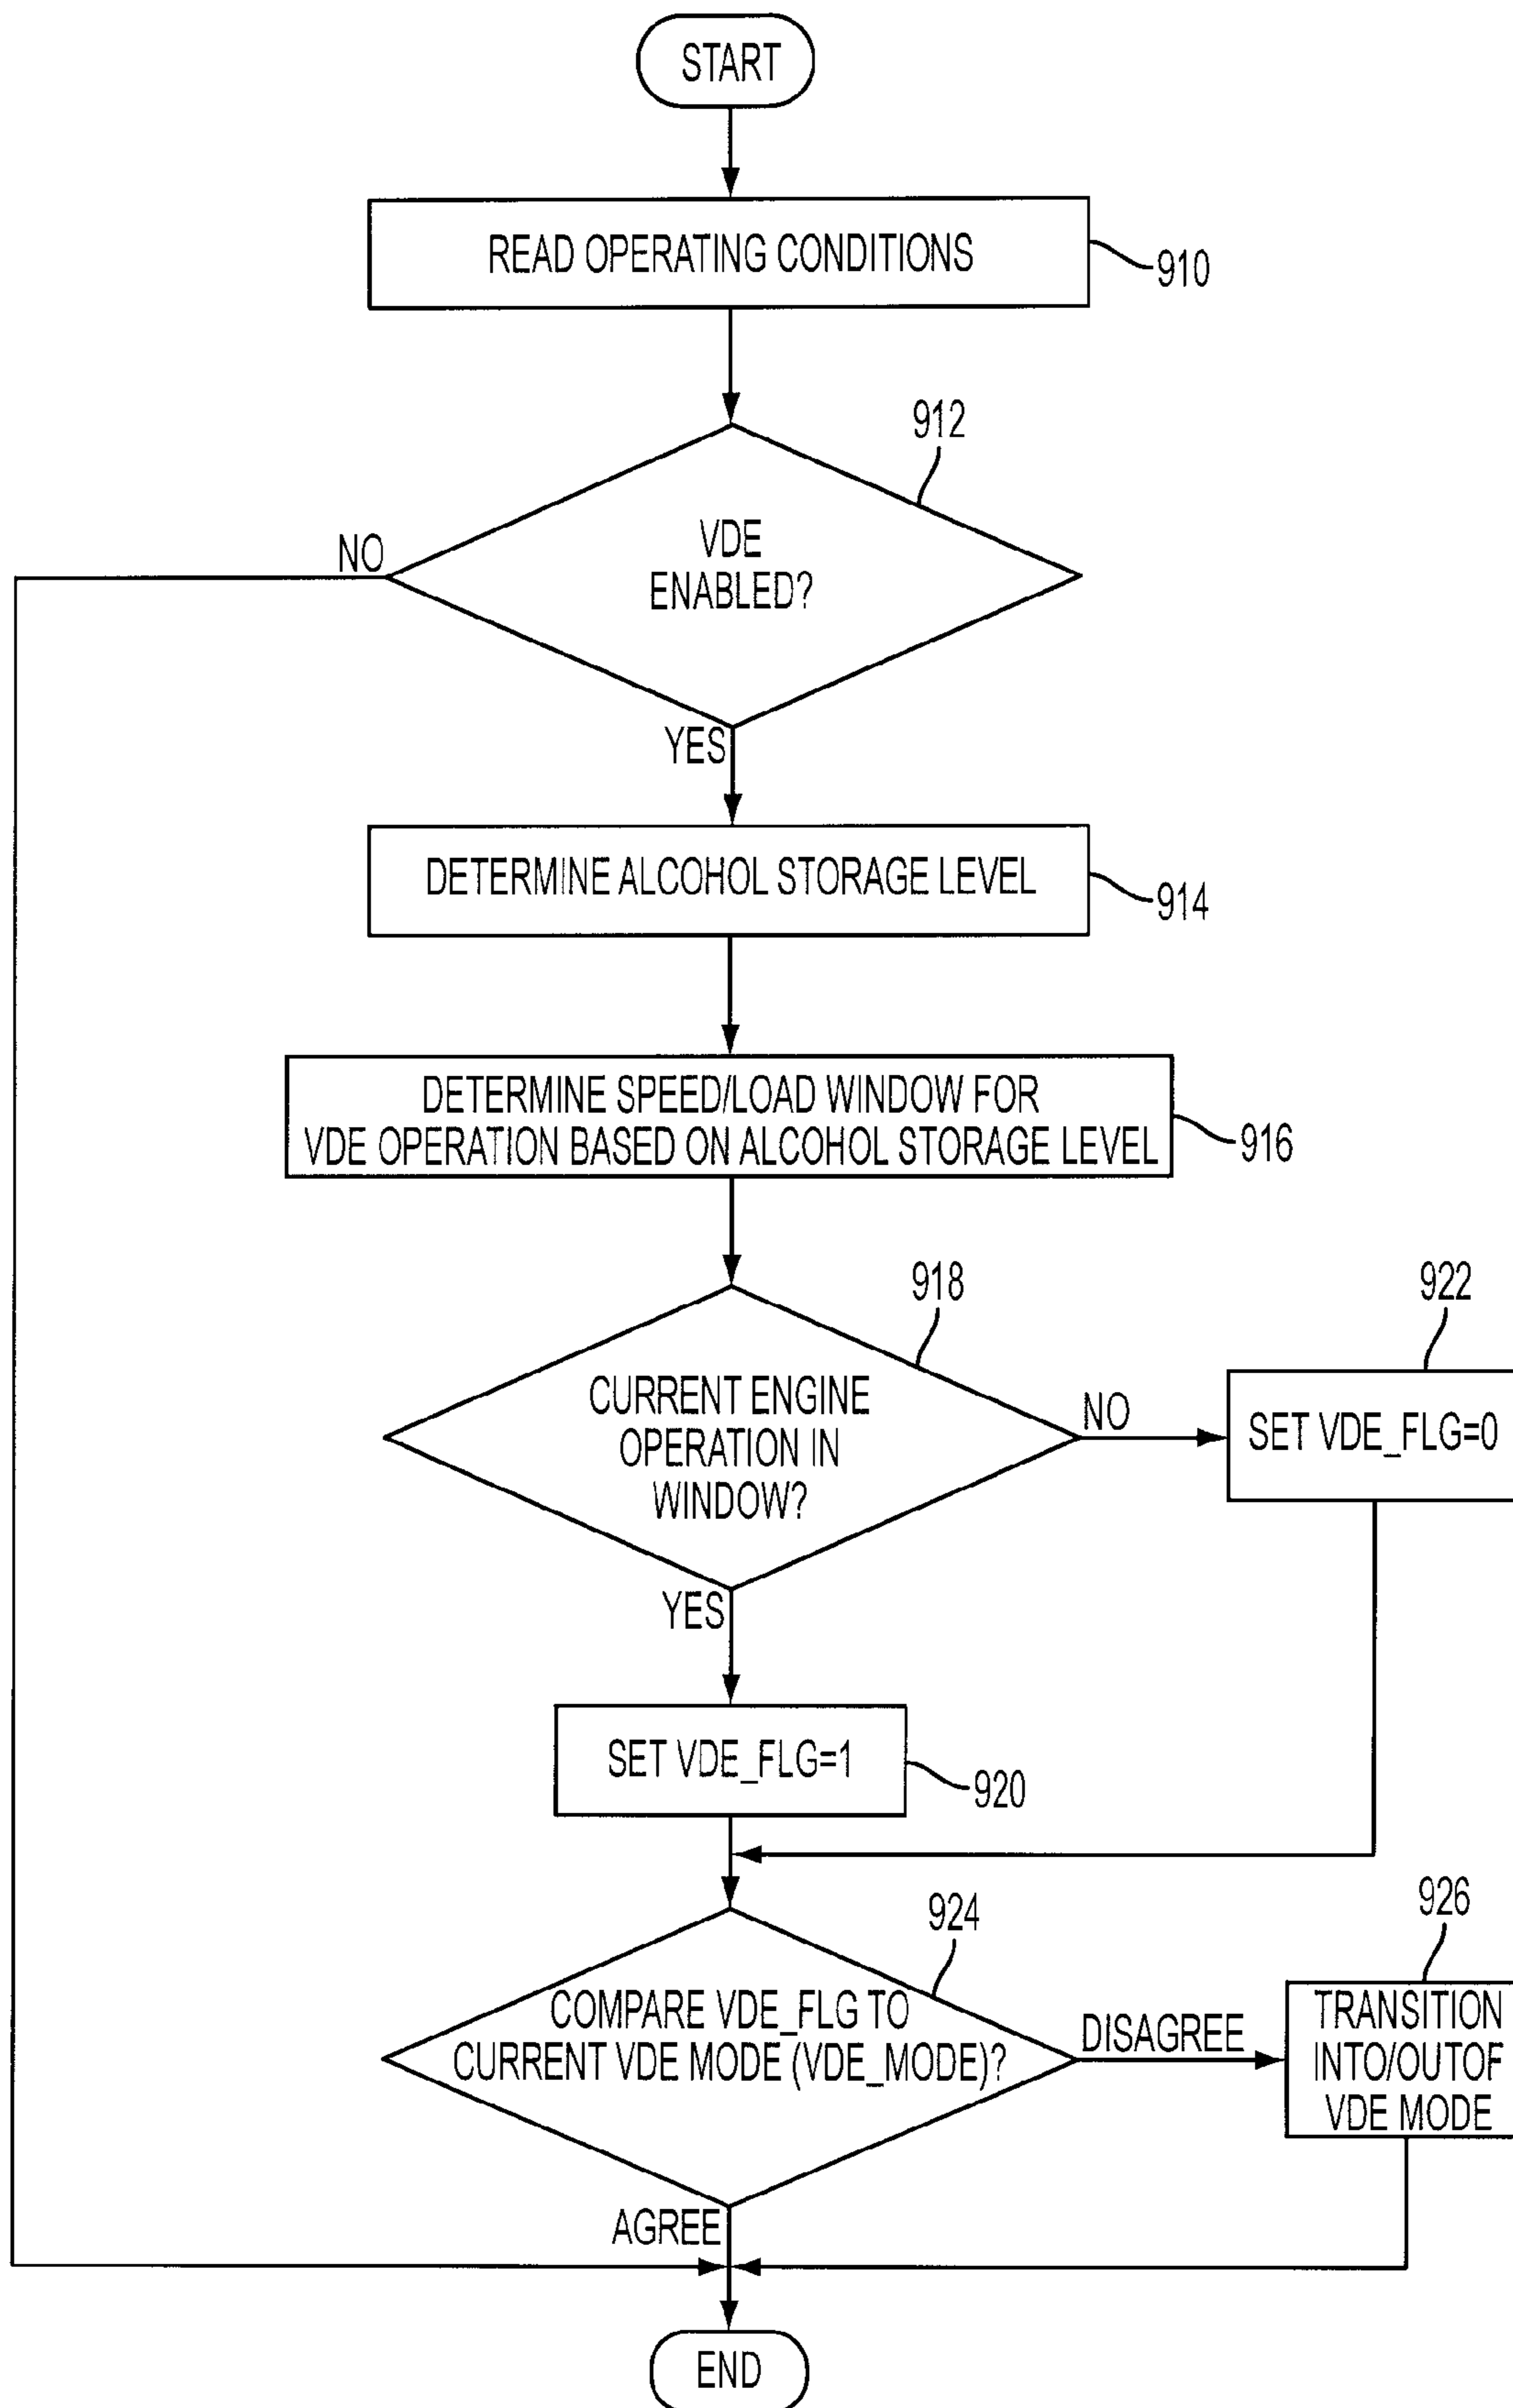 START
READ OPERATING CONDITIONS
910
912
VDE
ENABLED?
NO
YES
DETERMINE ALCOHOL STORAGE LEVEL
914
DETERMINE SPEED/LOAD WINDOW FOR
VDE OPERATION BASED ON ALCOHOL STORAGE LEVEL
916
918
CURRENT ENGINE
OPERATION IN
WINDOW?
NO
922
SET VDE_FLG=0
YES
SET VDE_FLG=1
920
924
COMPARE VDE_FLG TO
CURRENT VDE MODE (VDE_MODE)?
DISAGREE
926
TRANSITION
INTO/OUTOF
VDE MODE
AGREE
END